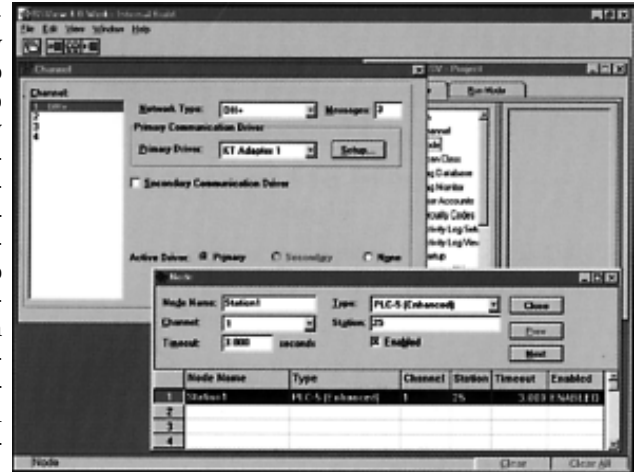 RSView 1.0 Works: Internal Build
File Edit View Window Help
Channel
Channel:
1 DH+
2
3
4
Network Type: DH+
Messages: 3
Primary Communication Driver
Primary Driver: KT Adapter 1 Setup...
Secondary Communication Driver
Active Driver: Primary Secondary None
Project
Run Mode
Node
Node Name: Station1 Type: PLC-5 (Enhanced) Close
Channel: 1 Station: 25 Prev
Timeout: 3.000 seconds Enabled Next
Node Name Type Channel Station Timeout Enabled
1 Station1 PLC-5 (Enhanced) 1 25 3.000 ENABLED
2
3
4
Node Clear Clear All